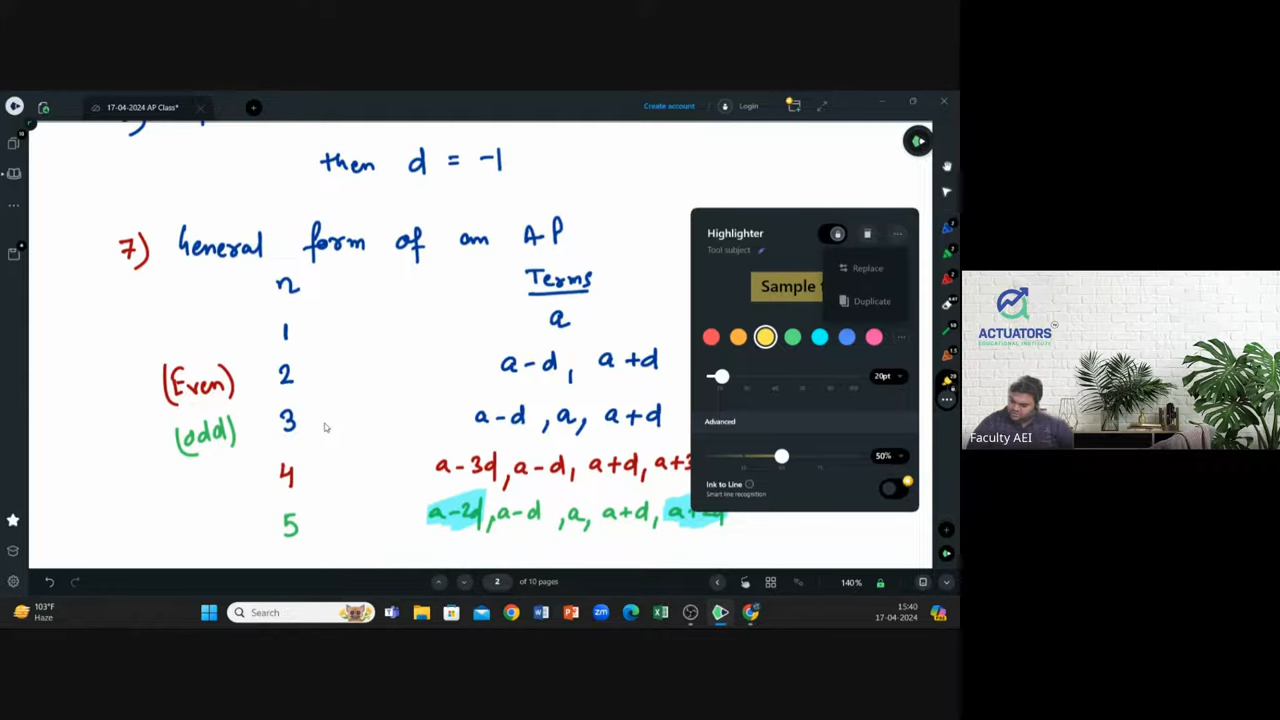 17-04-2024 AP Class*
Create account
Login
then d = -1
7) General form of an AP
n Terms
1 a
(Even) 2 a-d, a+d
(odd) 3 a-d, a, a+d
4 a-3d, a-d, a+d, a+3
5 a-2d, a-d, a, a+d,
Highlighter
Tool subject
Replace
Sample
Duplicate
20pt
Advanced
50%
Ink to Line
Smart line recognition
2 of 10 pages
140%
103°F
Haze
Search
15:40
17-04-2024
ACTUATORS
EDUCATIONAL INSTITUTE
Faculty AEI